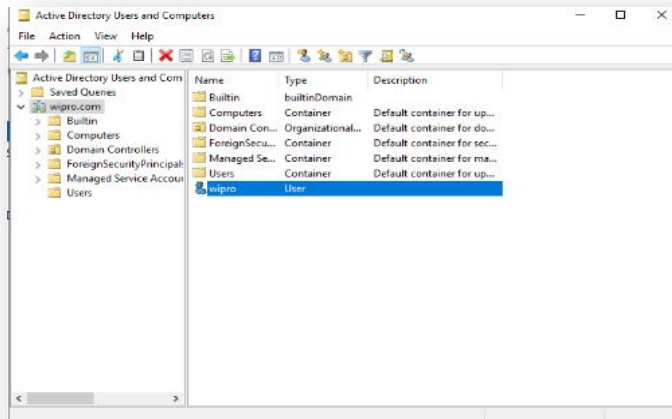 Active Directory Users and Computers
File Action View Help
Active Directory Users and Com
Saved Queries
wipro.com
Builtin
Computers
Domain Controllers
ForeignSecurityPrincipals
Managed Service Accour
Users
Name Type Description
Builtin builtinDomain
Computers Container Default container for up...
Domain Con... Organizational... Default container for do...
ForeignSecu... Container Default container for sec...
Managed Se... Container Default container for ma...
Users Container Default container for up...
wipro User